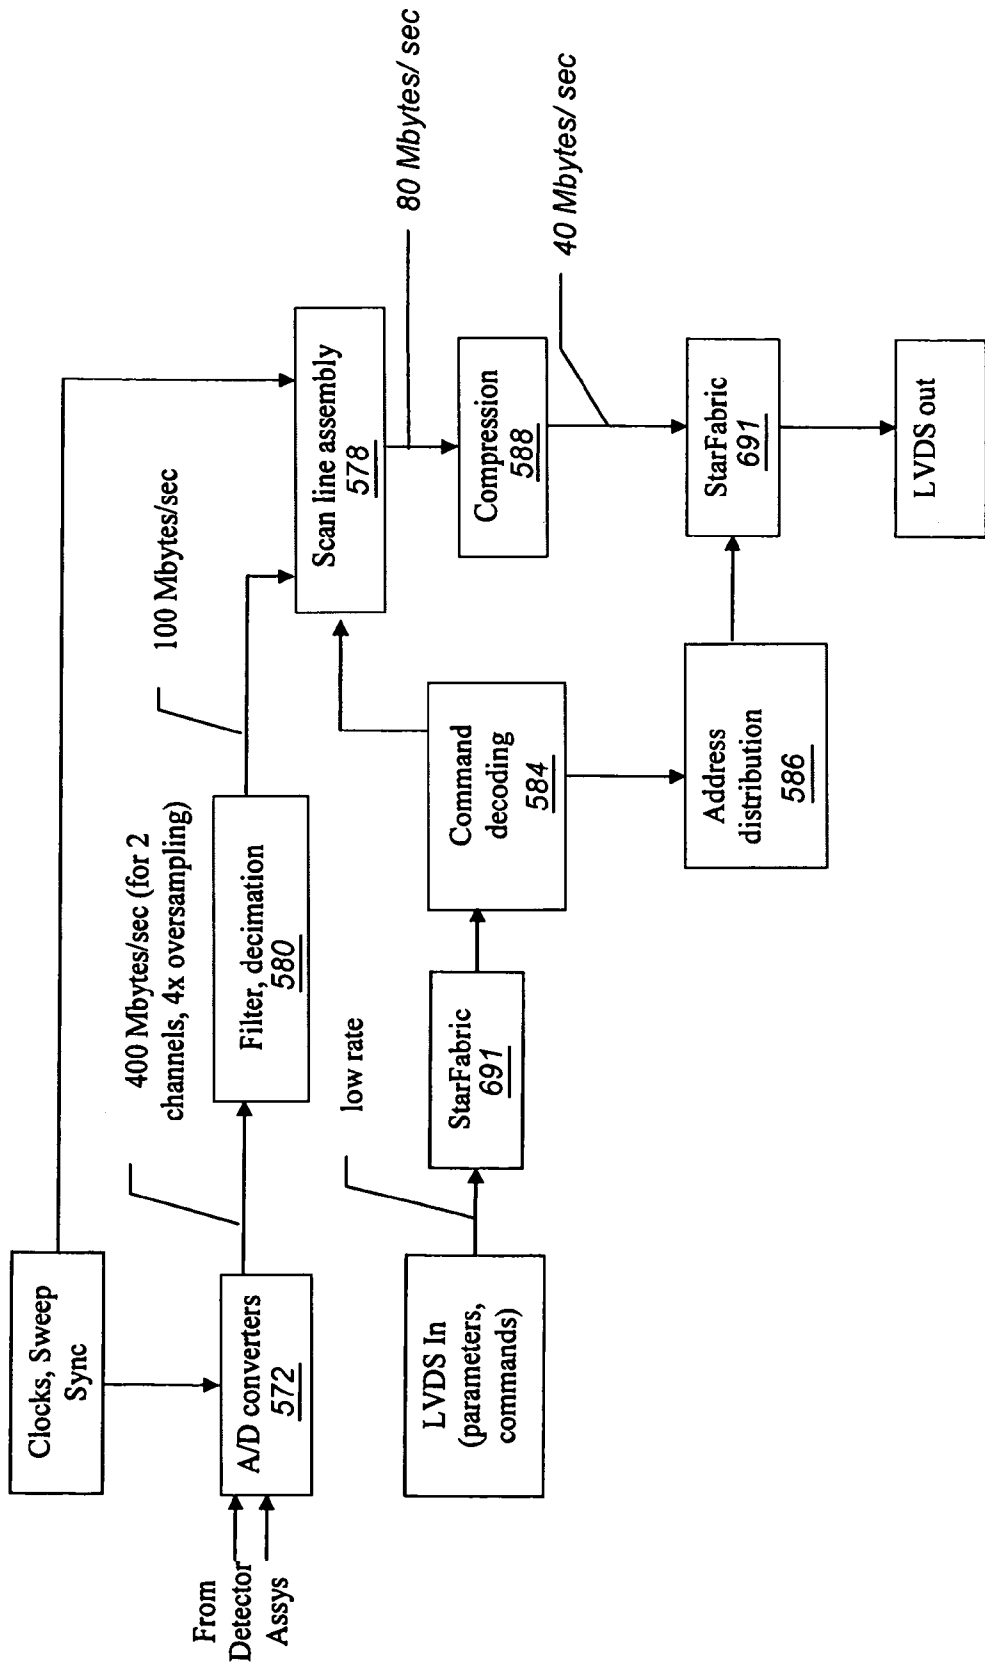 Clocks, Sweep
Sync
From
Detector
Assys
A/D converters
572
400 Mbytes/sec (for 2
channels, 4x oversampling)
Filter, decimation
580
100 Mbytes/sec
Scan line assembly
578
80 Mbytes/ sec
LVDS In
(parameters,
commands)
low rate
StarFabric
691
Command
decoding
584
Compression
588
40 Mbytes/ sec
Address
distribution
586
StarFabric
691
LVDS out